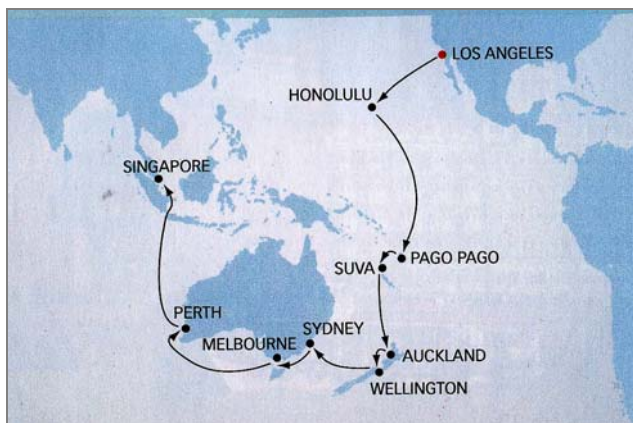 LOS ANGELES
HONOLULU
SINGAPORE
PAGO PAGO
SUVA
PERTH
SYDNEY
MELBOURNE
AUCKLAND
WELLINGTON